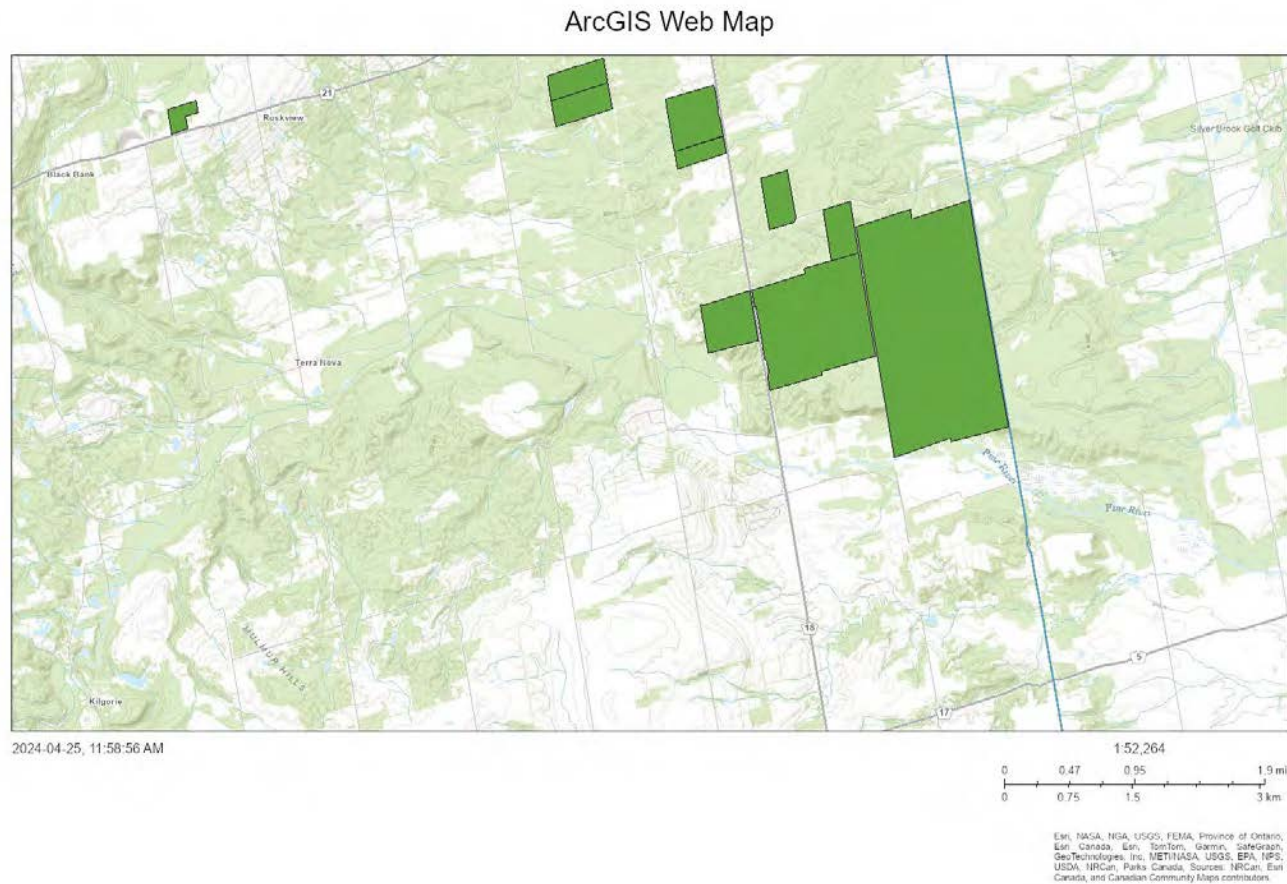 ArcGIS Web Map
21
Ruskview
Silver Brook Golf Club
Black Bank
Terra Nova
Pine River
Pine River
18
MULMUR HILLS
5
Kilgorie
17
2024-04-25, 11:58:56 AM
1:52,264
0 0.47 0.95 1.9 mi
0 0.75 1.5 3 km
Esri, NASA, NGA, USGS, FEMA, Province of Ontario,
Esri Canada, Esri, TomTom, Garmin, SafeGraph,
GeoTechnologies, Inc, METI/NASA, USGS, EPA, NPS,
USDA, NRCan, Parks Canada, Sources: NRCan, Esri
Canada, and Canadian Community Maps contributors.